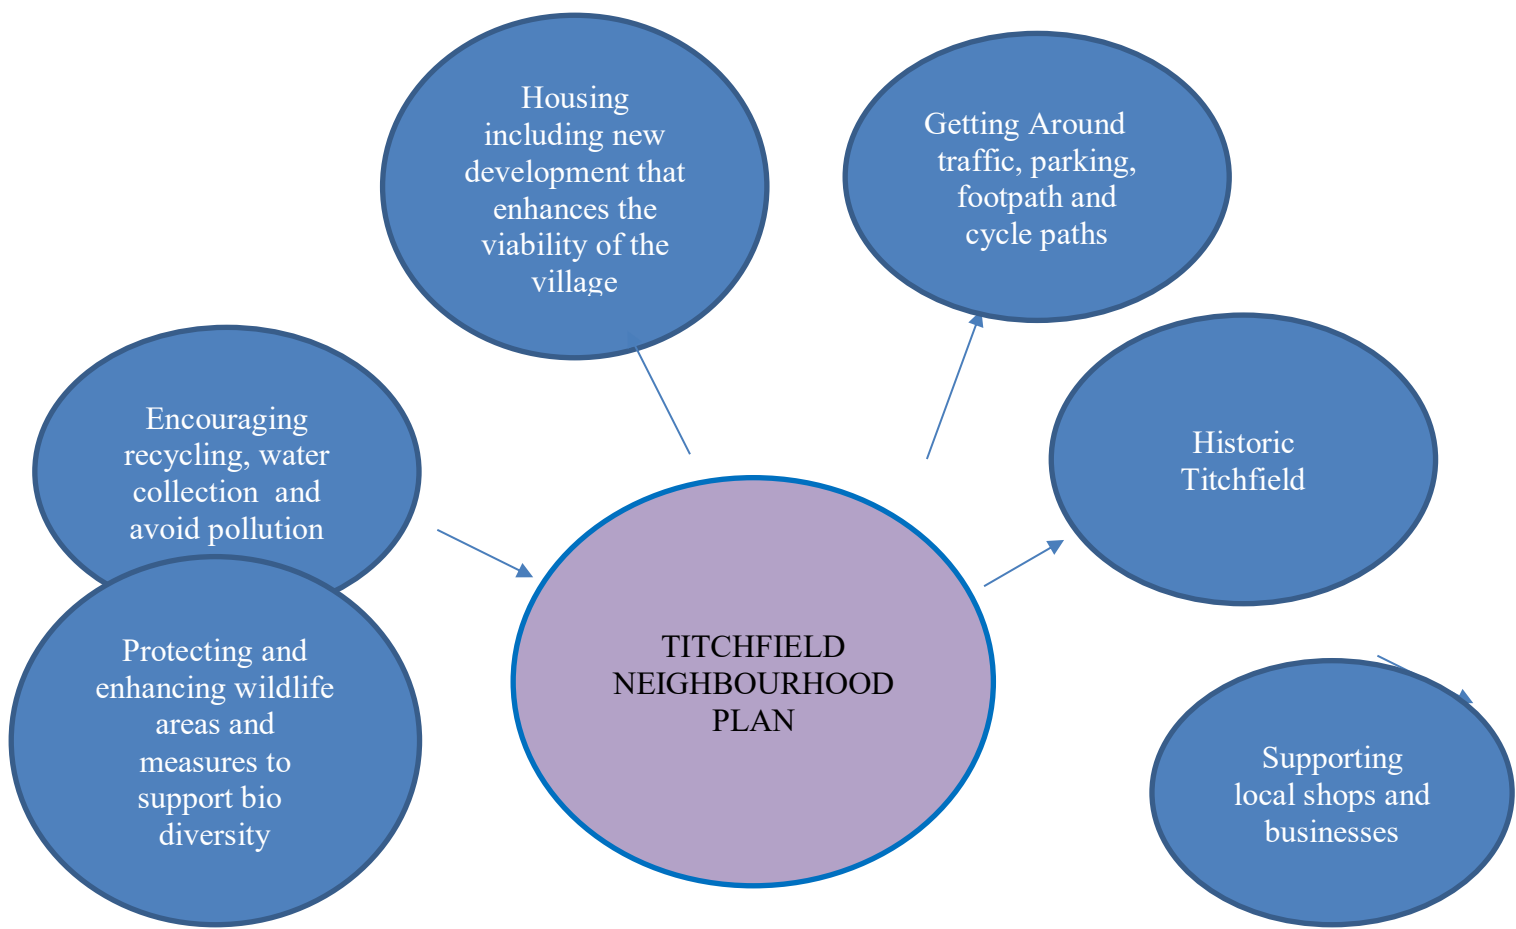 Housing
including new
development that
enhances the
viability of the
village
Getting Around
traffic, parking,
footpath and
cycle paths
Encouraging
recycling, water
collection  and
avoid pollution
Historic
Titchfield
Protecting and
enhancing wildlife
areas and
measures to
support bio
diversity
TITCHFIELD
NEIGHBOURHOOD
PLAN
Supporting
local shops and
businesses